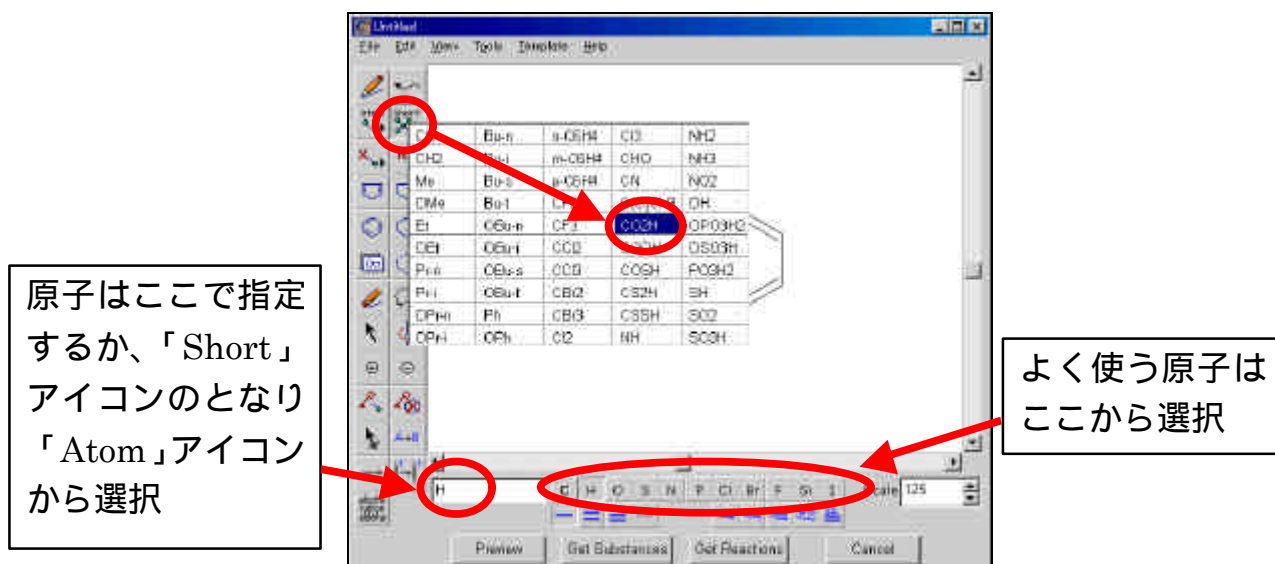 Untitled
File Edit View Tools Template Help
Bu-n n-C6H4 Cl3 NH2
CH2 Bu-i m-C6H4 CHO NH3
Me Bu-s p-C6H4 CN NO2
OMe Bu-t OH
Et OBu-n CF3 CO2H OPO3H2
OEt OBu-i CCl2 OSO3H
Pr-n OBu-s CCl3 COSH PO3H2
Pr-i OBu-t CBr2 CS2H SH
OPr-n Ph CBr3 CSSH SO2
OPr-i OPh Cl2 NH SO3H
原子はここで指定
するか、「Short」
アイコンのとなり
「Atom」アイコン
から選択
よく使う原子は
ここから選択
H
C H O S N P Cl Br F Si I Scale 125
Preview Get Substances Get Reactions Cancel